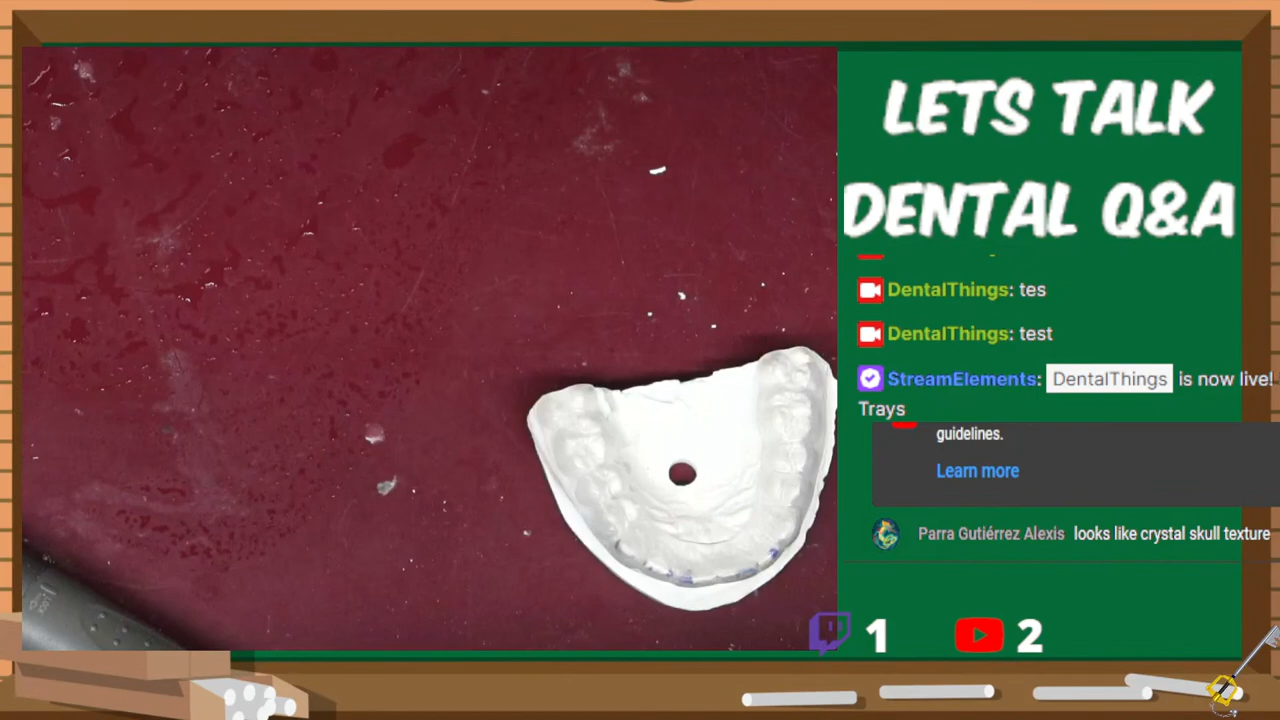 LETS TALK
DENTAL Q&A
DentalThings: tes
DentalThings: test
StreamElements: DentalThings is now live!
Trays
guidelines.
Learn more
Parra Gutiérrez Alexis looks like crystal skull texture
1 2